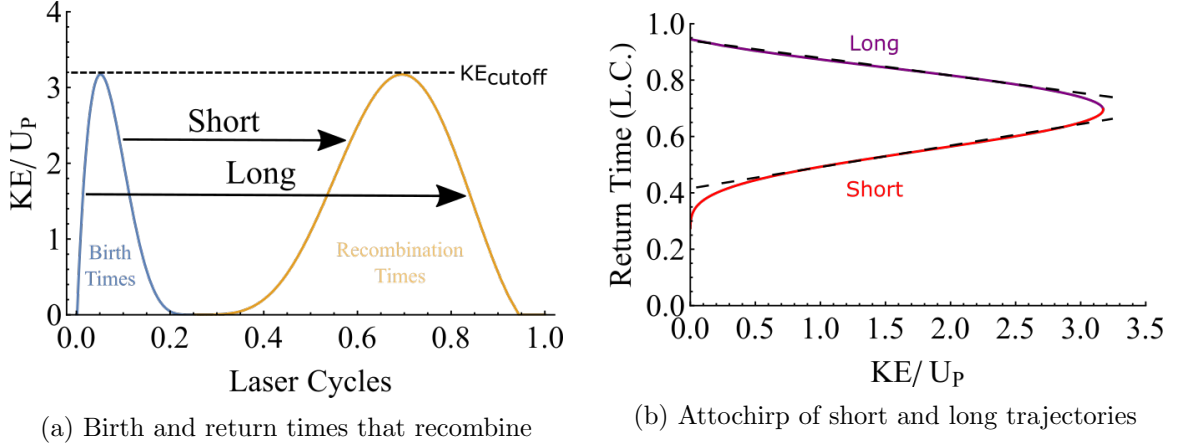 4
3
2
1
0
KE/ U_P
KE_cutoff
Short
Long
Birth
Times
Recombination
Times
0.0 0.2 0.4 0.6 0.8 1.0
Laser Cycles
(a) Birth and return times that recombine
1.0
0.8
0.6
0.4
0.2
0.0
Return Time (L.C.)
Long
Short
0.0 0.5 1.0 1.5 2.0 2.5 3.0 3.5
KE/ U_P
(b) Attochirp of short and long trajectories